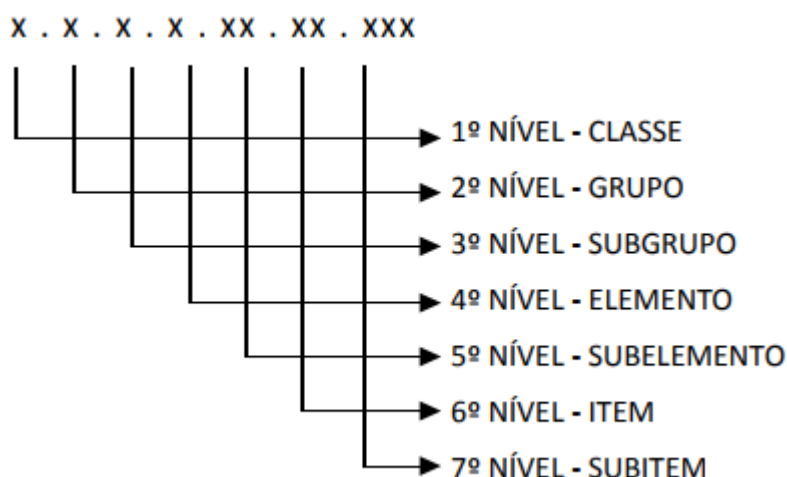 X . X . X . X . XX . XX . XXX
1º NÍVEL - CLASSE
2º NÍVEL - GRUPO
3º NÍVEL - SUBGRUPO
4º NÍVEL - ELEMENTO
5º NÍVEL - SUBELEMENTO
6º NÍVEL - ITEM
7º NÍVEL - SUBITEM